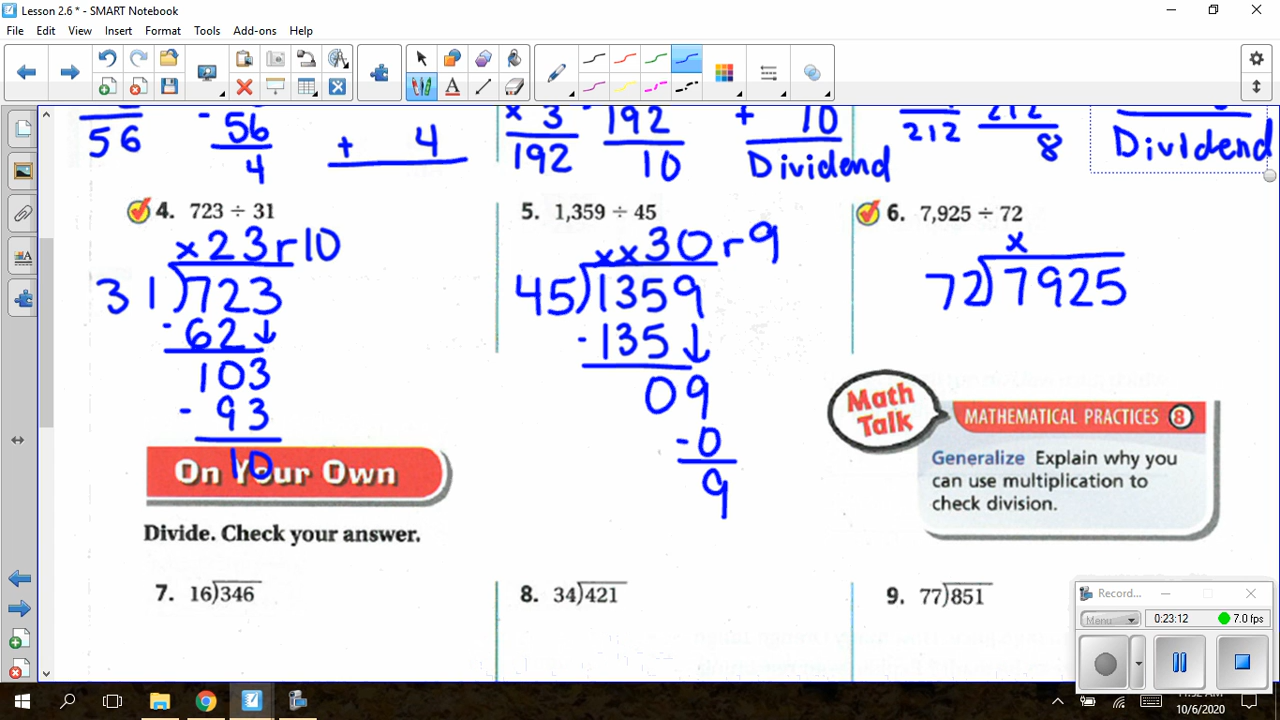 Lesson 2.6 * - SMART Notebook
File Edit View Insert Format Tools Add-ons Help
56
- 56
4
+ 4
x 3
192
192
10
+ 10
Dividend
212
212
8
Dividend
4. 723 ÷ 31
x 2 3 r 10
31)723
- 62↓
103
- 93
10
5. 1,359 ÷ 45
x x 3 0 r 9
45)1359
- 135↓
09
- 0
9
6. 7,925 ÷ 72
x
72)7925
Math Talk
MATHEMATICAL PRACTICES 8
Generalize Explain why you
can use multiplication to
check division.
On Your Own
Divide. Check your answer.
7. 16)346
8. 34)421
9. 77)851
Record...
Menu
0:23:12
7.0 fps
10/6/2020